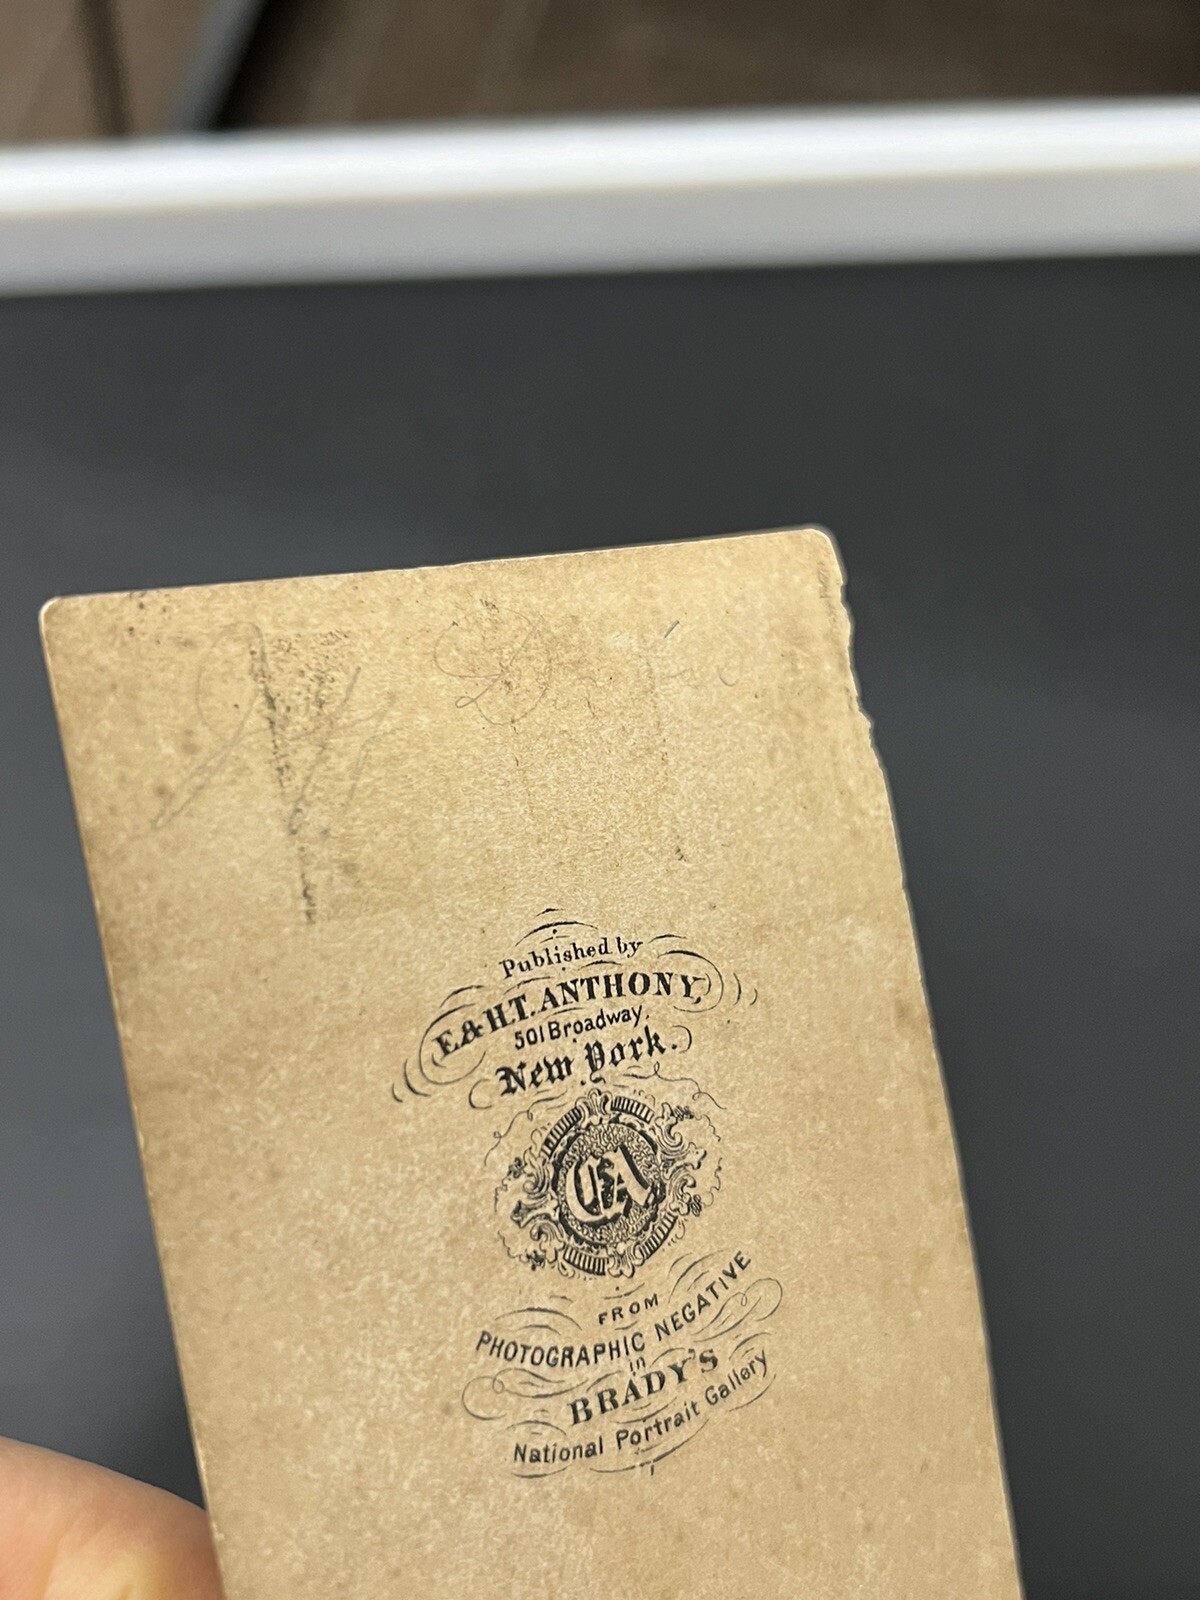 Published by
E. & H.T. ANTHONY,
501 Broadway,
New York.
FROM
PHOTOGRAPHIC NEGATIVE
in
BRADY'S
National Portrait Gallery